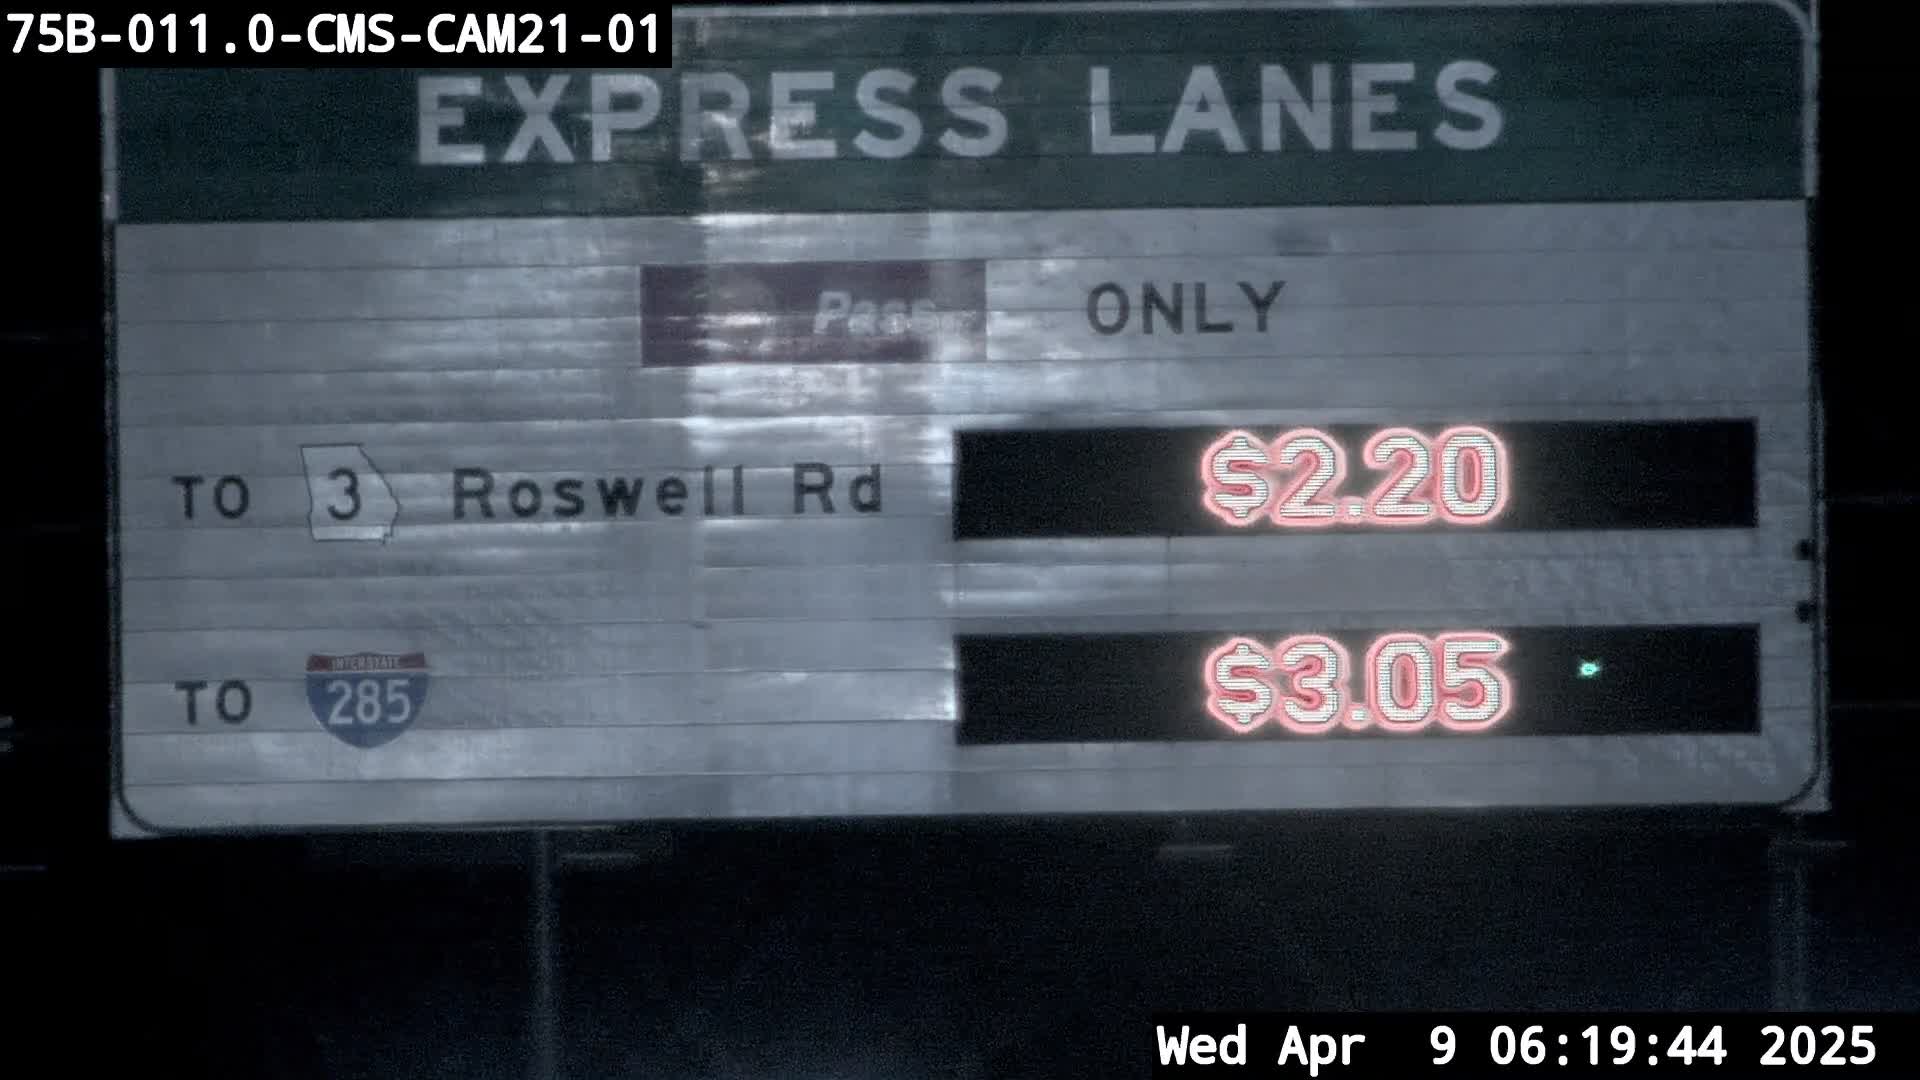 75B-011.0-CMS-CAM21-01
EXPRESS LANES
Pass ONLY
TO 3 Roswell Rd $2.20
TO INTERSTATE 285 $3.05
Wed Apr 9 06:19:44 2025